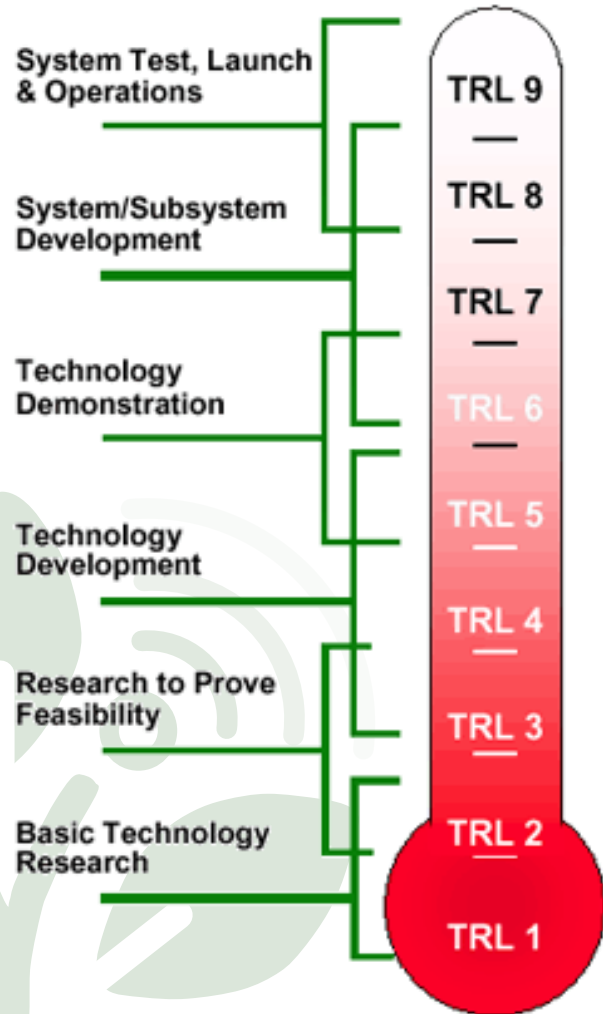 System Test, Launch
& Operations
System/Subsystem
Development
Technology
Demonstration
Technology
Development
Research to Prove
Feasibility
Basic Technology
Research
TRL 9
TRL 8
TRL 7
TRL 6
TRL 5
TRL 4
TRL 3
TRL 2
TRL 1